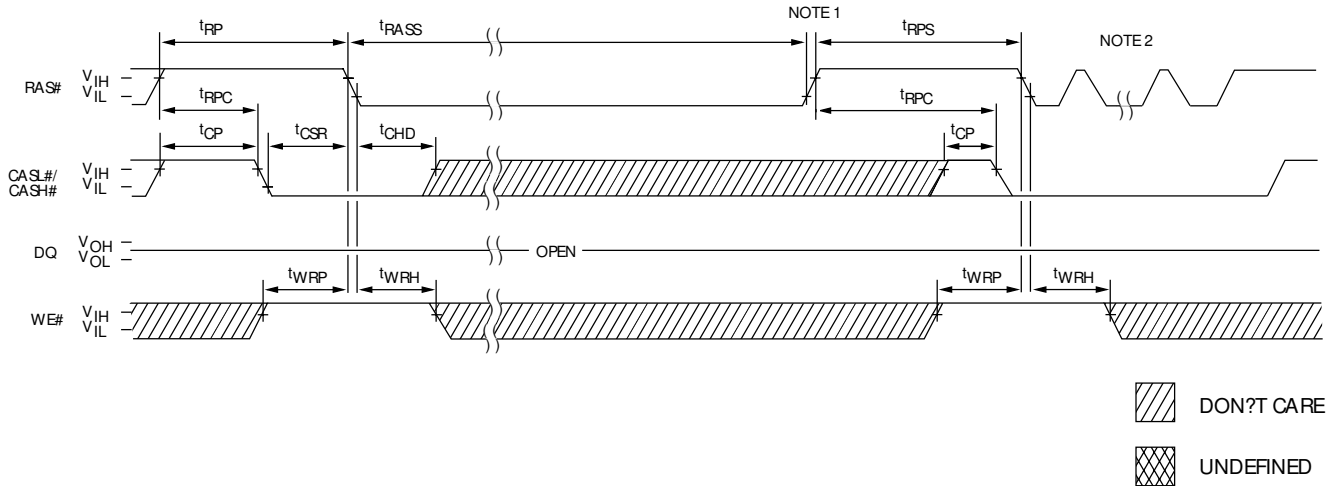 NOTE 1
tRP tRASS tRPS
NOTE 2
RAS# VIH VIL
tRPC tRPC
tCP tCSR tCHD tCP
CASL#/ CASH# VIH VIL
DQ VOH VOL OPEN
tWRP tWRH tWRP tWRH
WE# VIH VIL
DON?T CARE
UNDEFINED